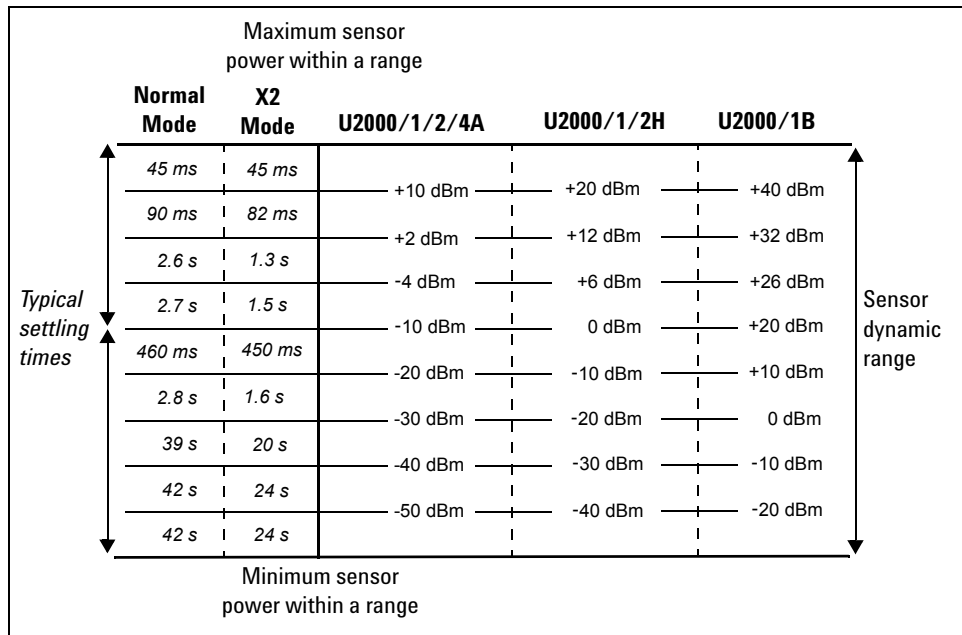 Maximum sensor
power within a range
Normal Mode X2 Mode U2000/1/2/4A U2000/1/2H U2000/1B
45 ms 45 ms
+10 dBm +20 dBm +40 dBm
90 ms 82 ms
+2 dBm +12 dBm +32 dBm
2.6 s 1.3 s
-4 dBm +6 dBm +26 dBm
2.7 s 1.5 s
-10 dBm 0 dBm +20 dBm
460 ms 450 ms
-20 dBm -10 dBm +10 dBm
2.8 s 1.6 s
-30 dBm -20 dBm 0 dBm
39 s 20 s
-40 dBm -30 dBm -10 dBm
42 s 24 s
-50 dBm -40 dBm -20 dBm
42 s 24 s
Typical
settling
times
Sensor
dynamic
range
Minimum sensor
power within a range